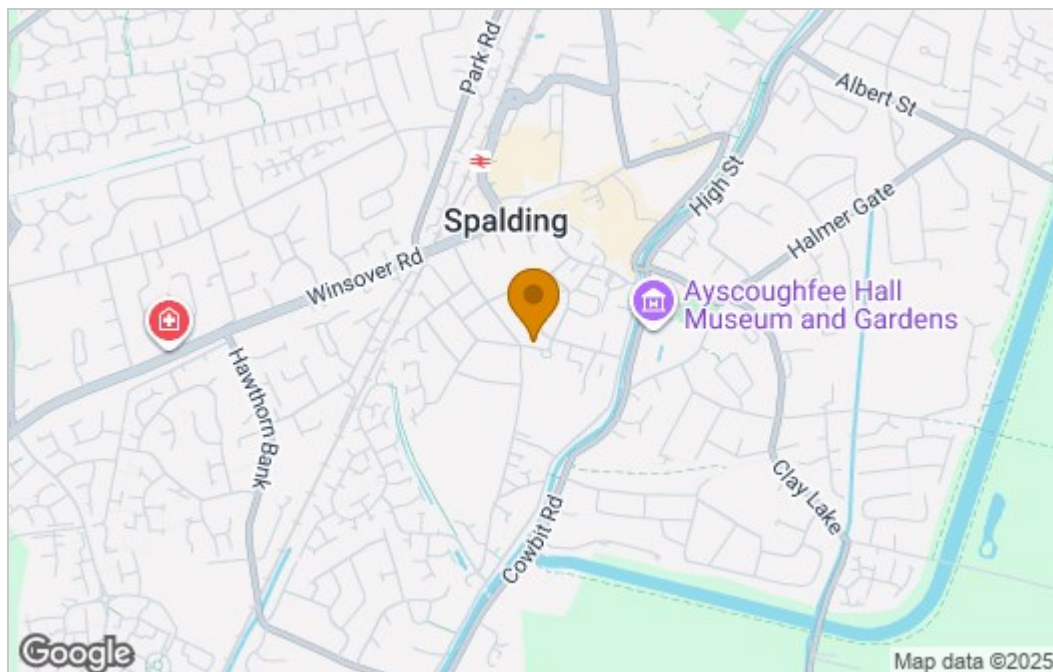 Park Rd
Albert St
High St
Spalding
Halmer Gate
Winsover Rd
Ayscoughfee Hall
Museum and Gardens
Hawthorn Bank
Clay Lake
Cowbit Rd
Google
Map data ©2025